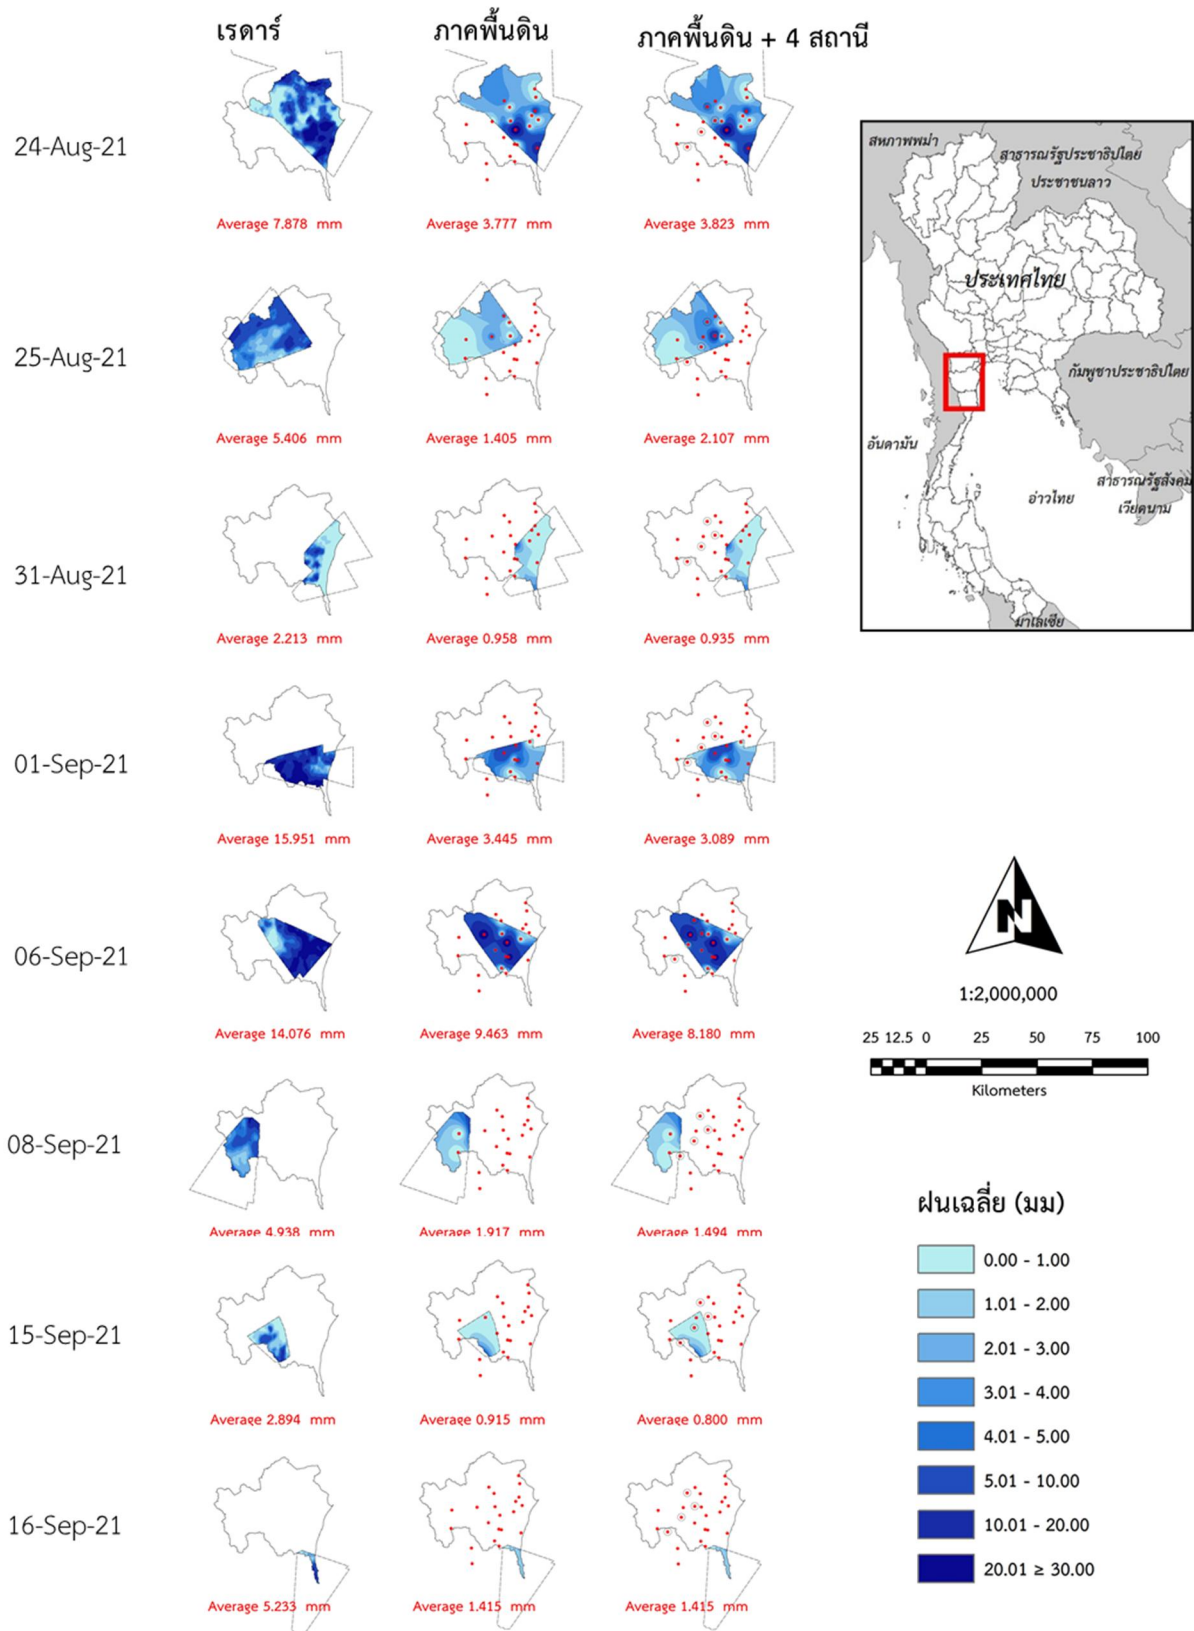 เรดาร์
ภาคพื้นดิน
ภาคพื้นดิน + 4 สถานี
24-Aug-21
Average 7.878 mm
Average 3.777 mm
Average 3.823 mm
25-Aug-21
Average 5.406 mm
Average 1.405 mm
Average 2.107 mm
31-Aug-21
Average 2.213 mm
Average 0.958 mm
Average 0.935 mm
01-Sep-21
Average 15.951 mm
Average 3.445 mm
Average 3.089 mm
06-Sep-21
Average 14.076 mm
Average 9.463 mm
Average 8.180 mm
08-Sep-21
Average 4.938 mm
Average 1.917 mm
Average 1.494 mm
15-Sep-21
Average 2.894 mm
Average 0.915 mm
Average 0.800 mm
16-Sep-21
Average 5.233 mm
Average 1.415 mm
Average 1.415 mm
สหภาพพม่า
สาธารณรัฐประชาธิปไตย
ประชาชนลาว
ประเทศไทย
กัมพูชาประชาธิปไตย
อันดามัน
อ่าวไทย
สาธารณรัฐสังคม
เวียดนาม
มาเลเซีย
N
1:2,000,000
25 12.5 0 25 50 75 100
Kilometers
ฝนเฉลี่ย (มม)
0.00 - 1.00
1.01 - 2.00
2.01 - 3.00
3.01 - 4.00
4.01 - 5.00
5.01 - 10.00
10.01 - 20.00
20.01 ≥ 30.00